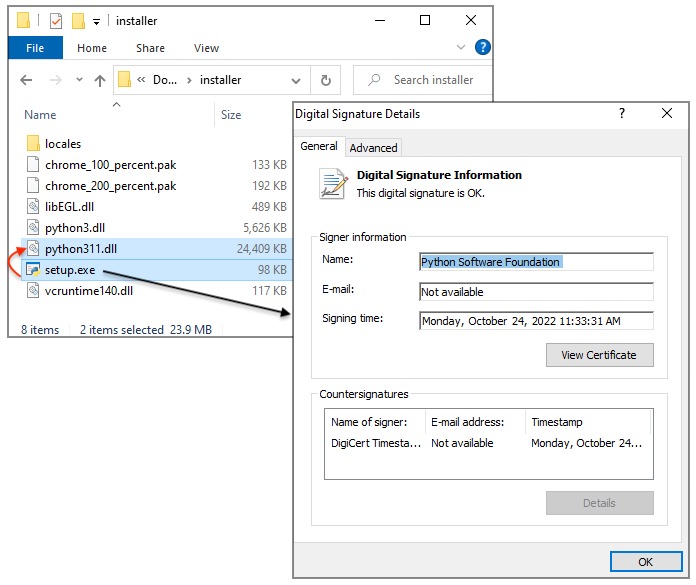 installer
File Home Share View
Do... installer Search installer
Name Size
locales
chrome_100_percent.pak 133 KB
chrome_200_percent.pak 192 KB
libEGL.dll 489 KB
python3.dll 5,626 KB
python311.dll 24,409 KB
setup.exe 98 KB
vcruntime140.dll 117 KB
8 items 2 items selected 23.9 MB
Digital Signature Details
General Advanced
Digital Signature Information
This digital signature is OK.
Signer information
Name: Python Software Foundation
E-mail: Not available
Signing time: Monday, October 24, 2022 11:33:31 AM
View Certificate
Countersignatures
Name of signer: E-mail address: Timestamp
DigiCert Timesta... Not available Monday, October 24...
Details
OK